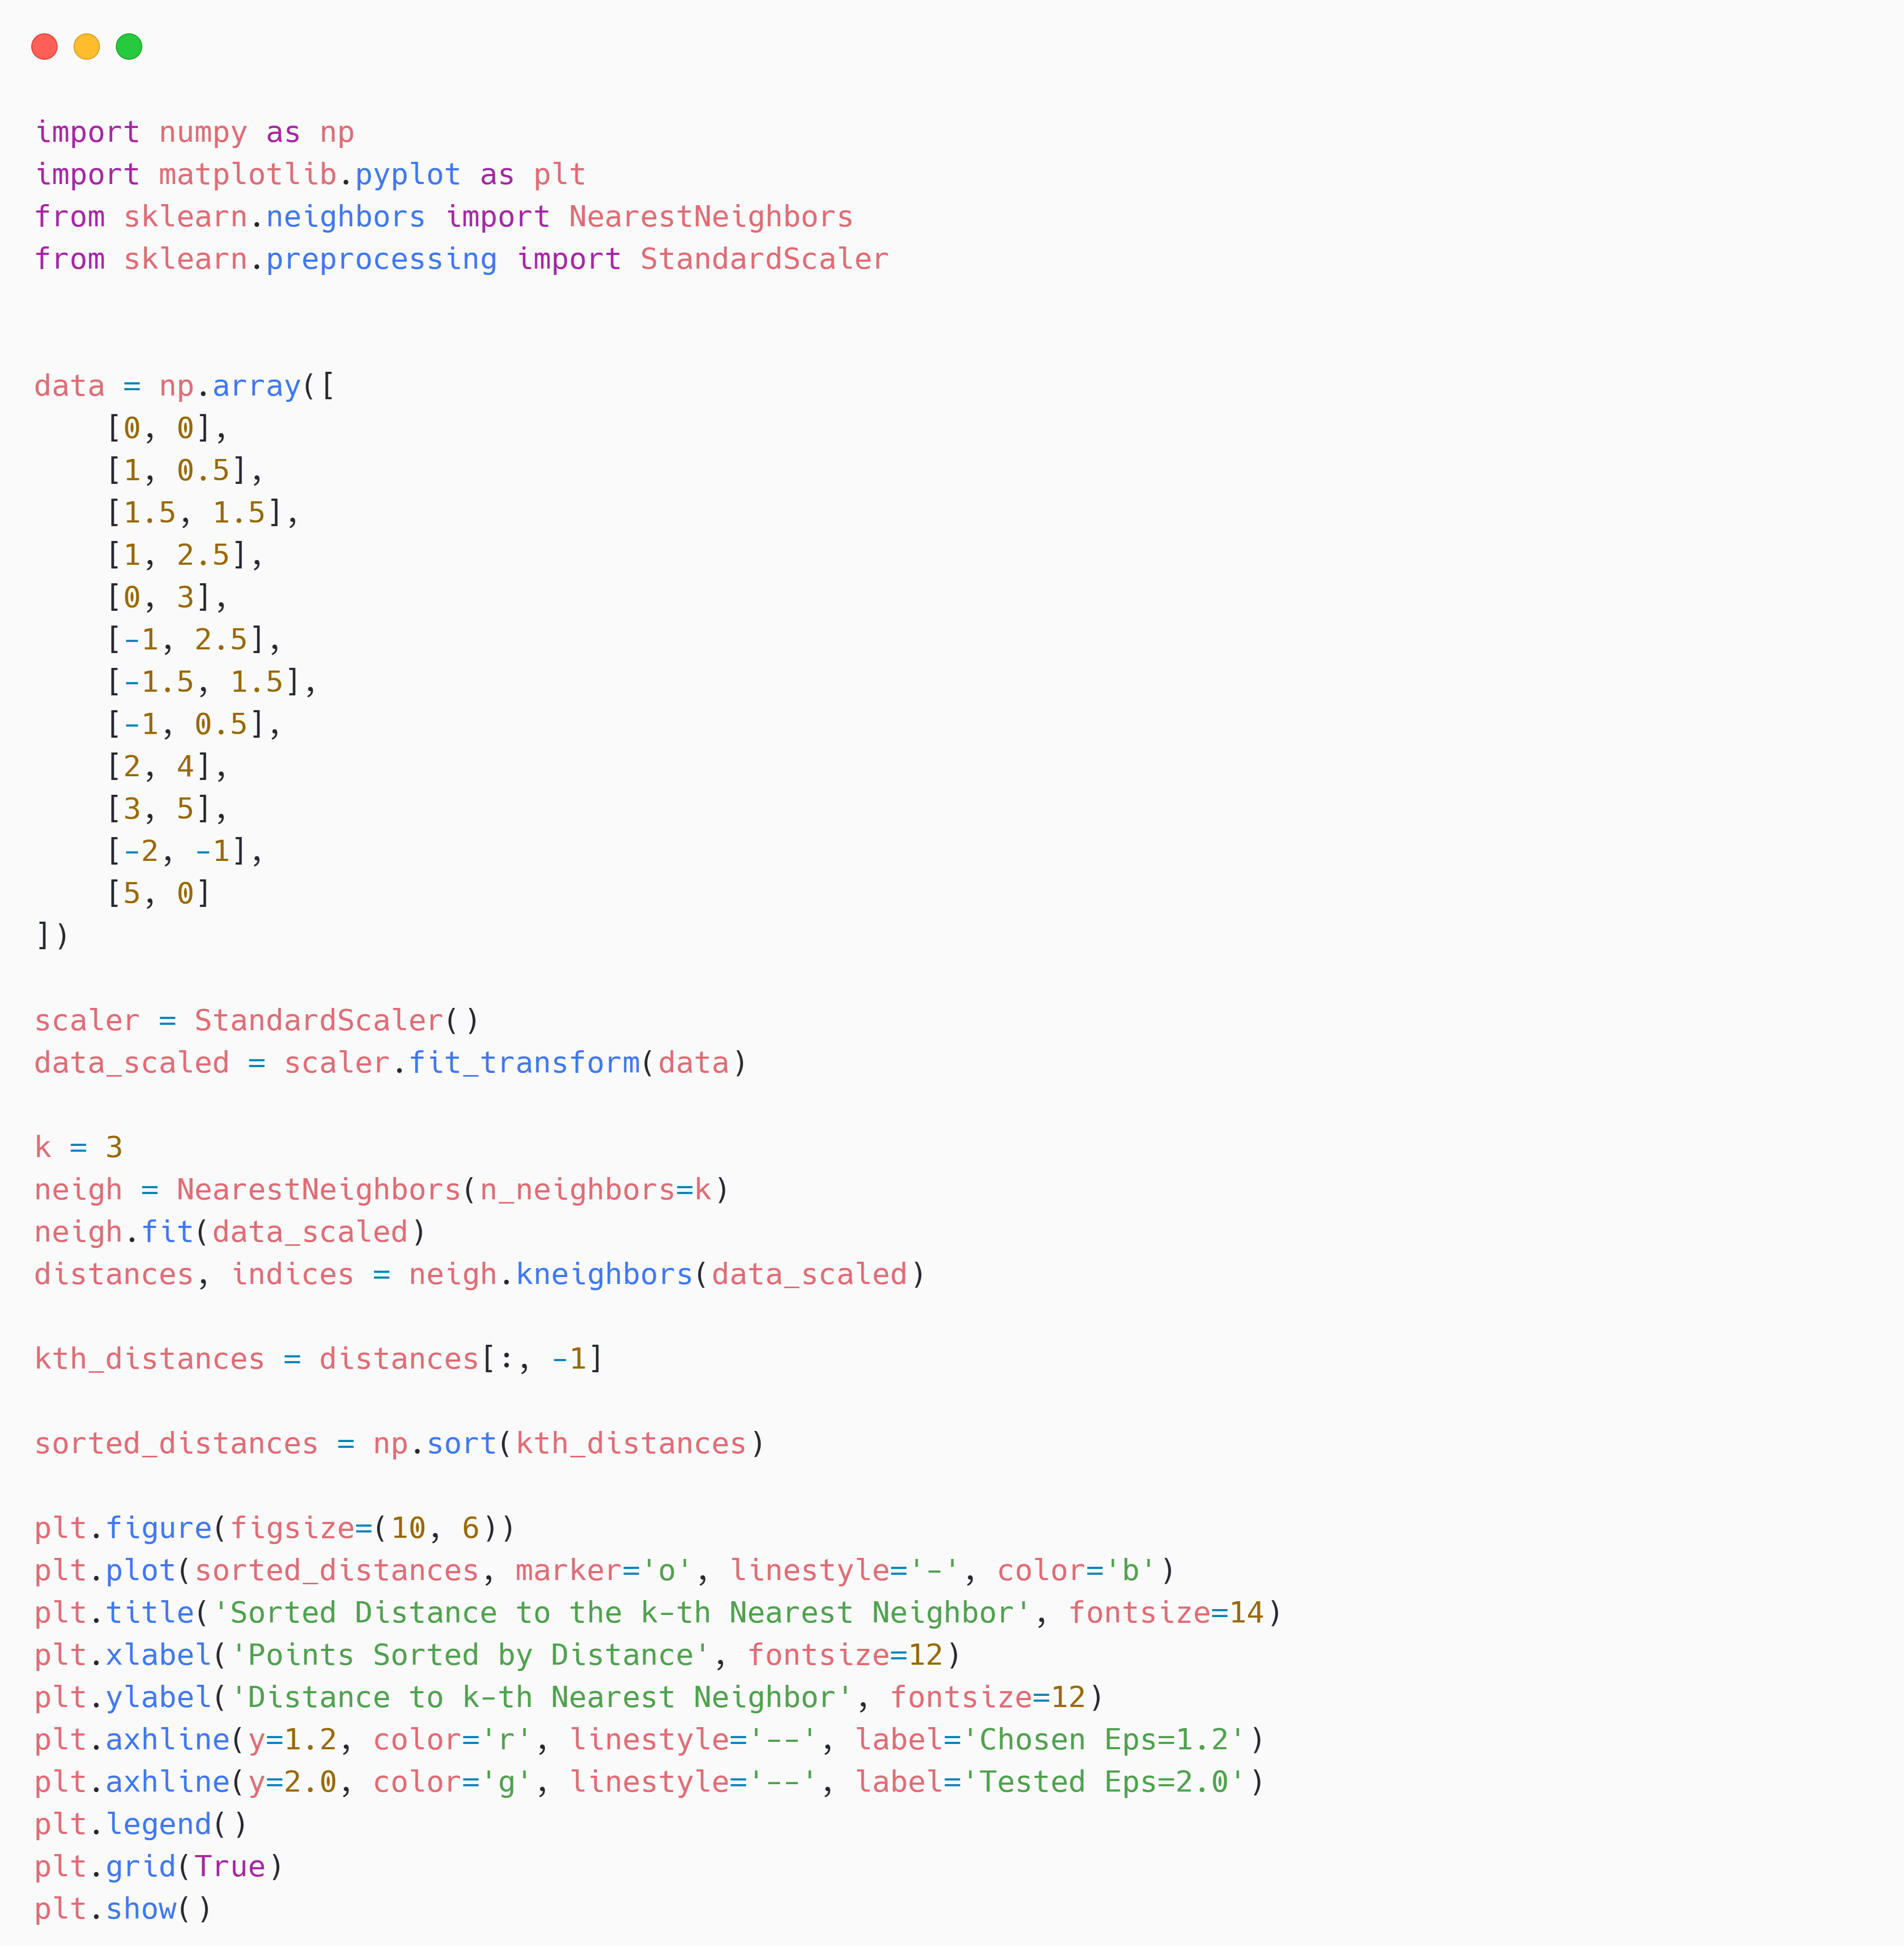 import numpy as np
import matplotlib.pyplot as plt
from sklearn.neighbors import NearestNeighbors
from sklearn.preprocessing import StandardScaler
data = np.array([
    [0, 0],
    [1, 0.5],
    [1.5, 1.5],
    [1, 2.5],
    [0, 3],
    [-1, 2.5],
    [-1.5, 1.5],
    [-1, 0.5],
    [2, 4],
    [3, 5],
    [-2, -1],
    [5, 0]
])
scaler = StandardScaler()
data_scaled = scaler.fit_transform(data)
k = 3
neigh = NearestNeighbors(n_neighbors=k)
neigh.fit(data_scaled)
distances, indices = neigh.kneighbors(data_scaled)
kth_distances = distances[:, -1]
sorted_distances = np.sort(kth_distances)
plt.figure(figsize=(10, 6))
plt.plot(sorted_distances, marker='o', linestyle='-', color='b')
plt.title('Sorted Distance to the k-th Nearest Neighbor', fontsize=14)
plt.xlabel('Points Sorted by Distance', fontsize=12)
plt.ylabel('Distance to k-th Nearest Neighbor', fontsize=12)
plt.axhline(y=1.2, color='r', linestyle='--', label='Chosen Eps=1.2')
plt.axhline(y=2.0, color='g', linestyle='--', label='Tested Eps=2.0')
plt.legend()
plt.grid(True)
plt.show()